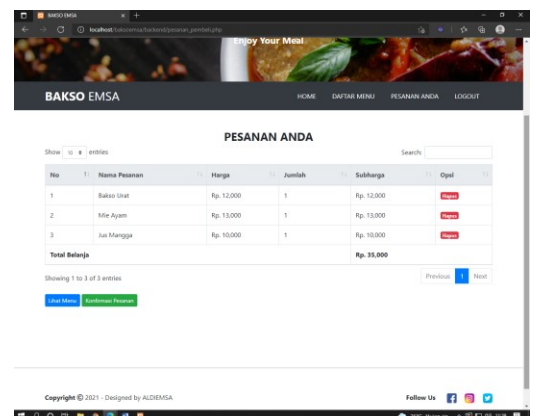 BAKSO EMSA
localhost/baksoemsa/backend/pesanan_pembeli.php
Enjoy Your Meal
BAKSO EMSA
HOME DAFTAR MENU PESANAN ANDA LOGOUT
PESANAN ANDA
Show 10 entries Search:
No Nama Pesanan Harga Jumlah Subharga Opsi
1 Bakso Urat Rp. 12,000 1 Rp. 12,000 Hapus
2 Mie Ayam Rp. 13,000 1 Rp. 13,000 Hapus
3 Jus Mangga Rp. 10,000 1 Rp. 10,000 Hapus
Total Belanja Rp. 35,000
Showing 1 to 3 of 3 entries Previous 1 Next
Lihat Menu Konfirmasi Pesanan
Copyright © 2021 - Designed by ALDIEMSA Follow Us